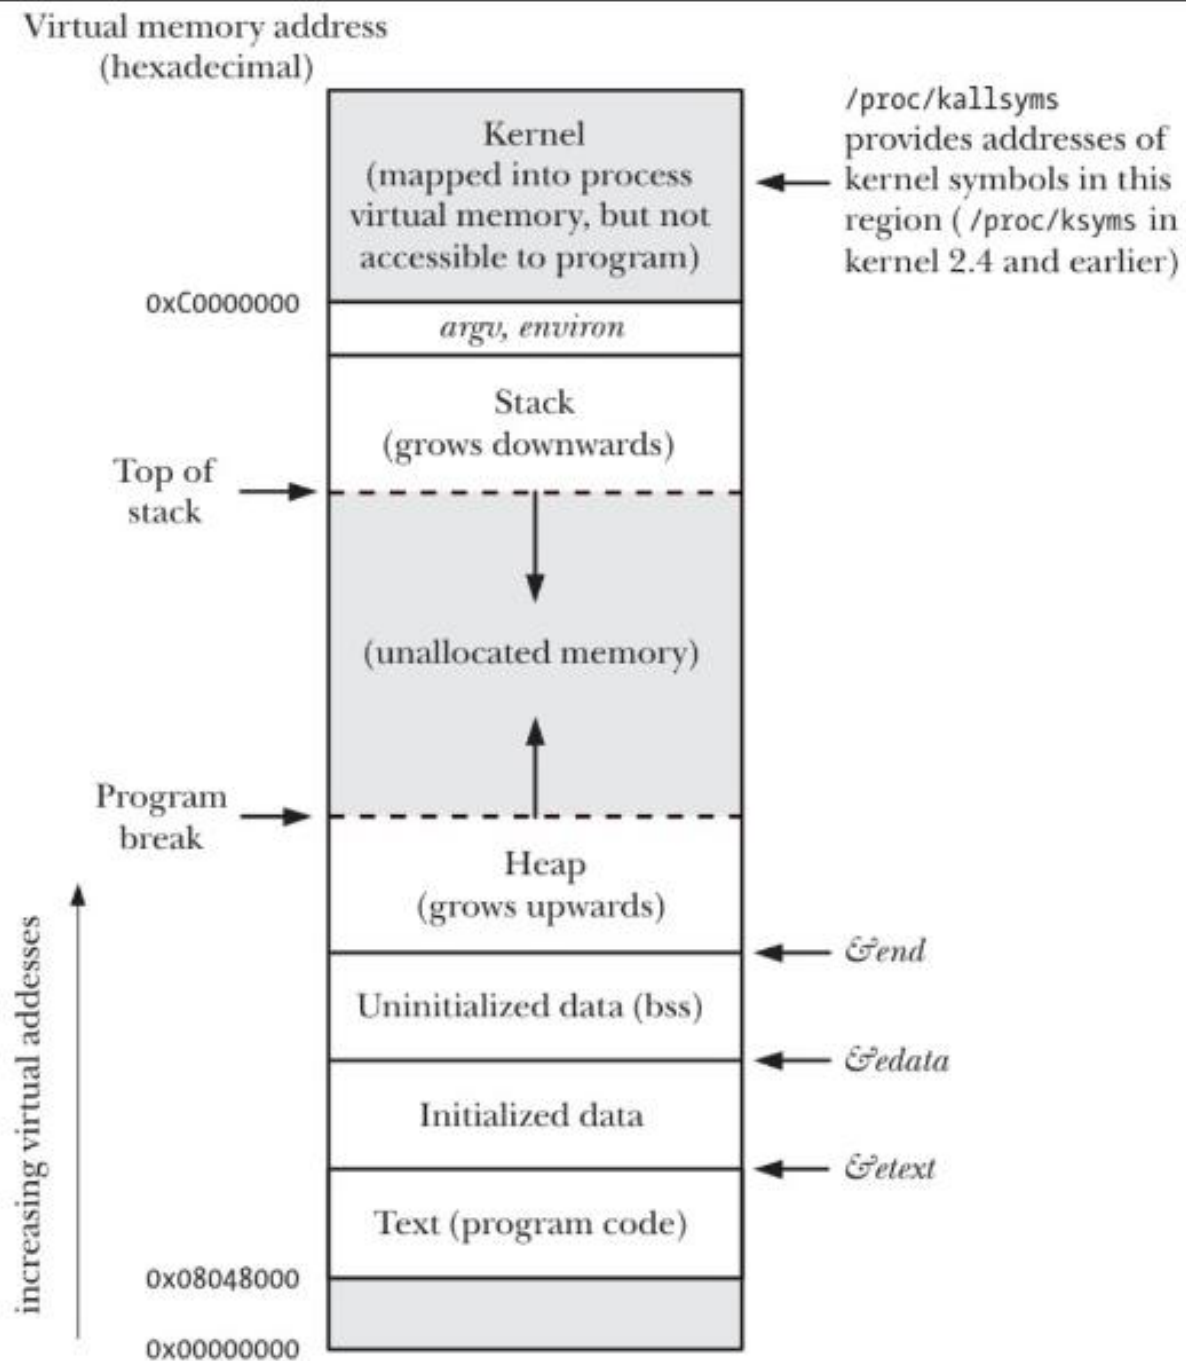 Virtual memory address
(hexadecimal)
/proc/kallsyms
provides addresses of
kernel symbols in this
region ( /proc/ksyms in
kernel 2.4 and earlier)
Kernel
(mapped into process
virtual memory, but not
accessible to program)
0xC0000000
argv, environ
Stack
(grows downwards)
Top of
stack
(unallocated memory)
Program
break
Heap
(grows upwards)
&end
Uninitialized data (bss)
&edata
Initialized data
&etext
Text (program code)
0x08048000
0x00000000
increasing virtual addesses